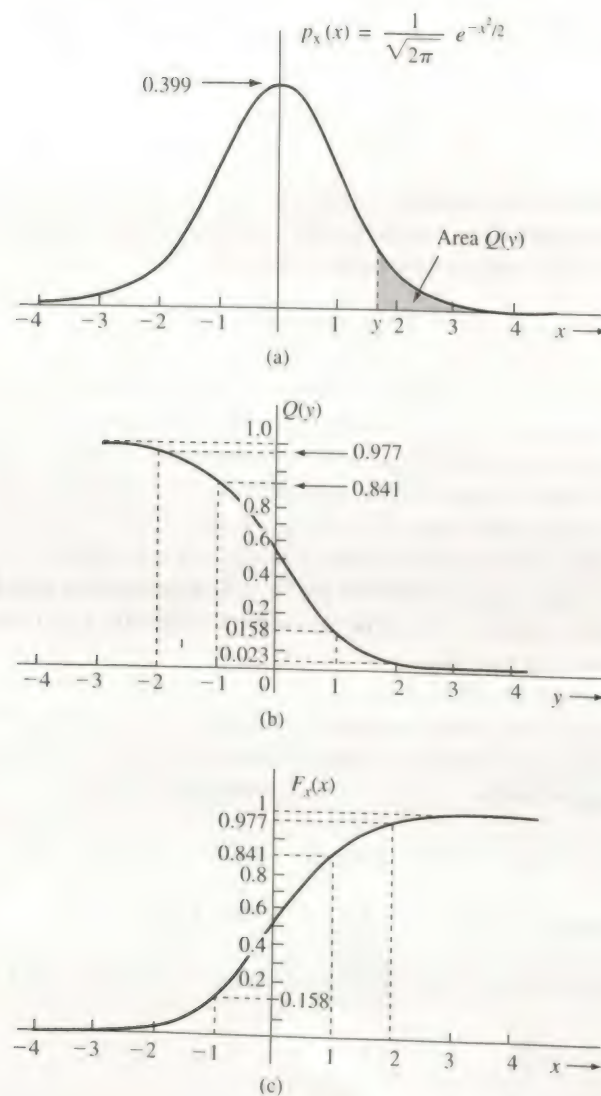 p_x(x) = 1/√2π e^{-x²/2}
0.399
Area Q(y)
-4 -3 -2 -1 1 y 2 3 4 x
(a)
Q(y)
1.0
0.977
0.841
0.8
0.6
0.4
0.2
0158
0.023
-4 -3 -2 -1 0 1 2 3 4 y
(b)
F_x(x)
1
0.977
0.841
0.8
0.6
0.4
0.2
0.158
-4 -3 -2 -1 1 2 3 4 x
(c)